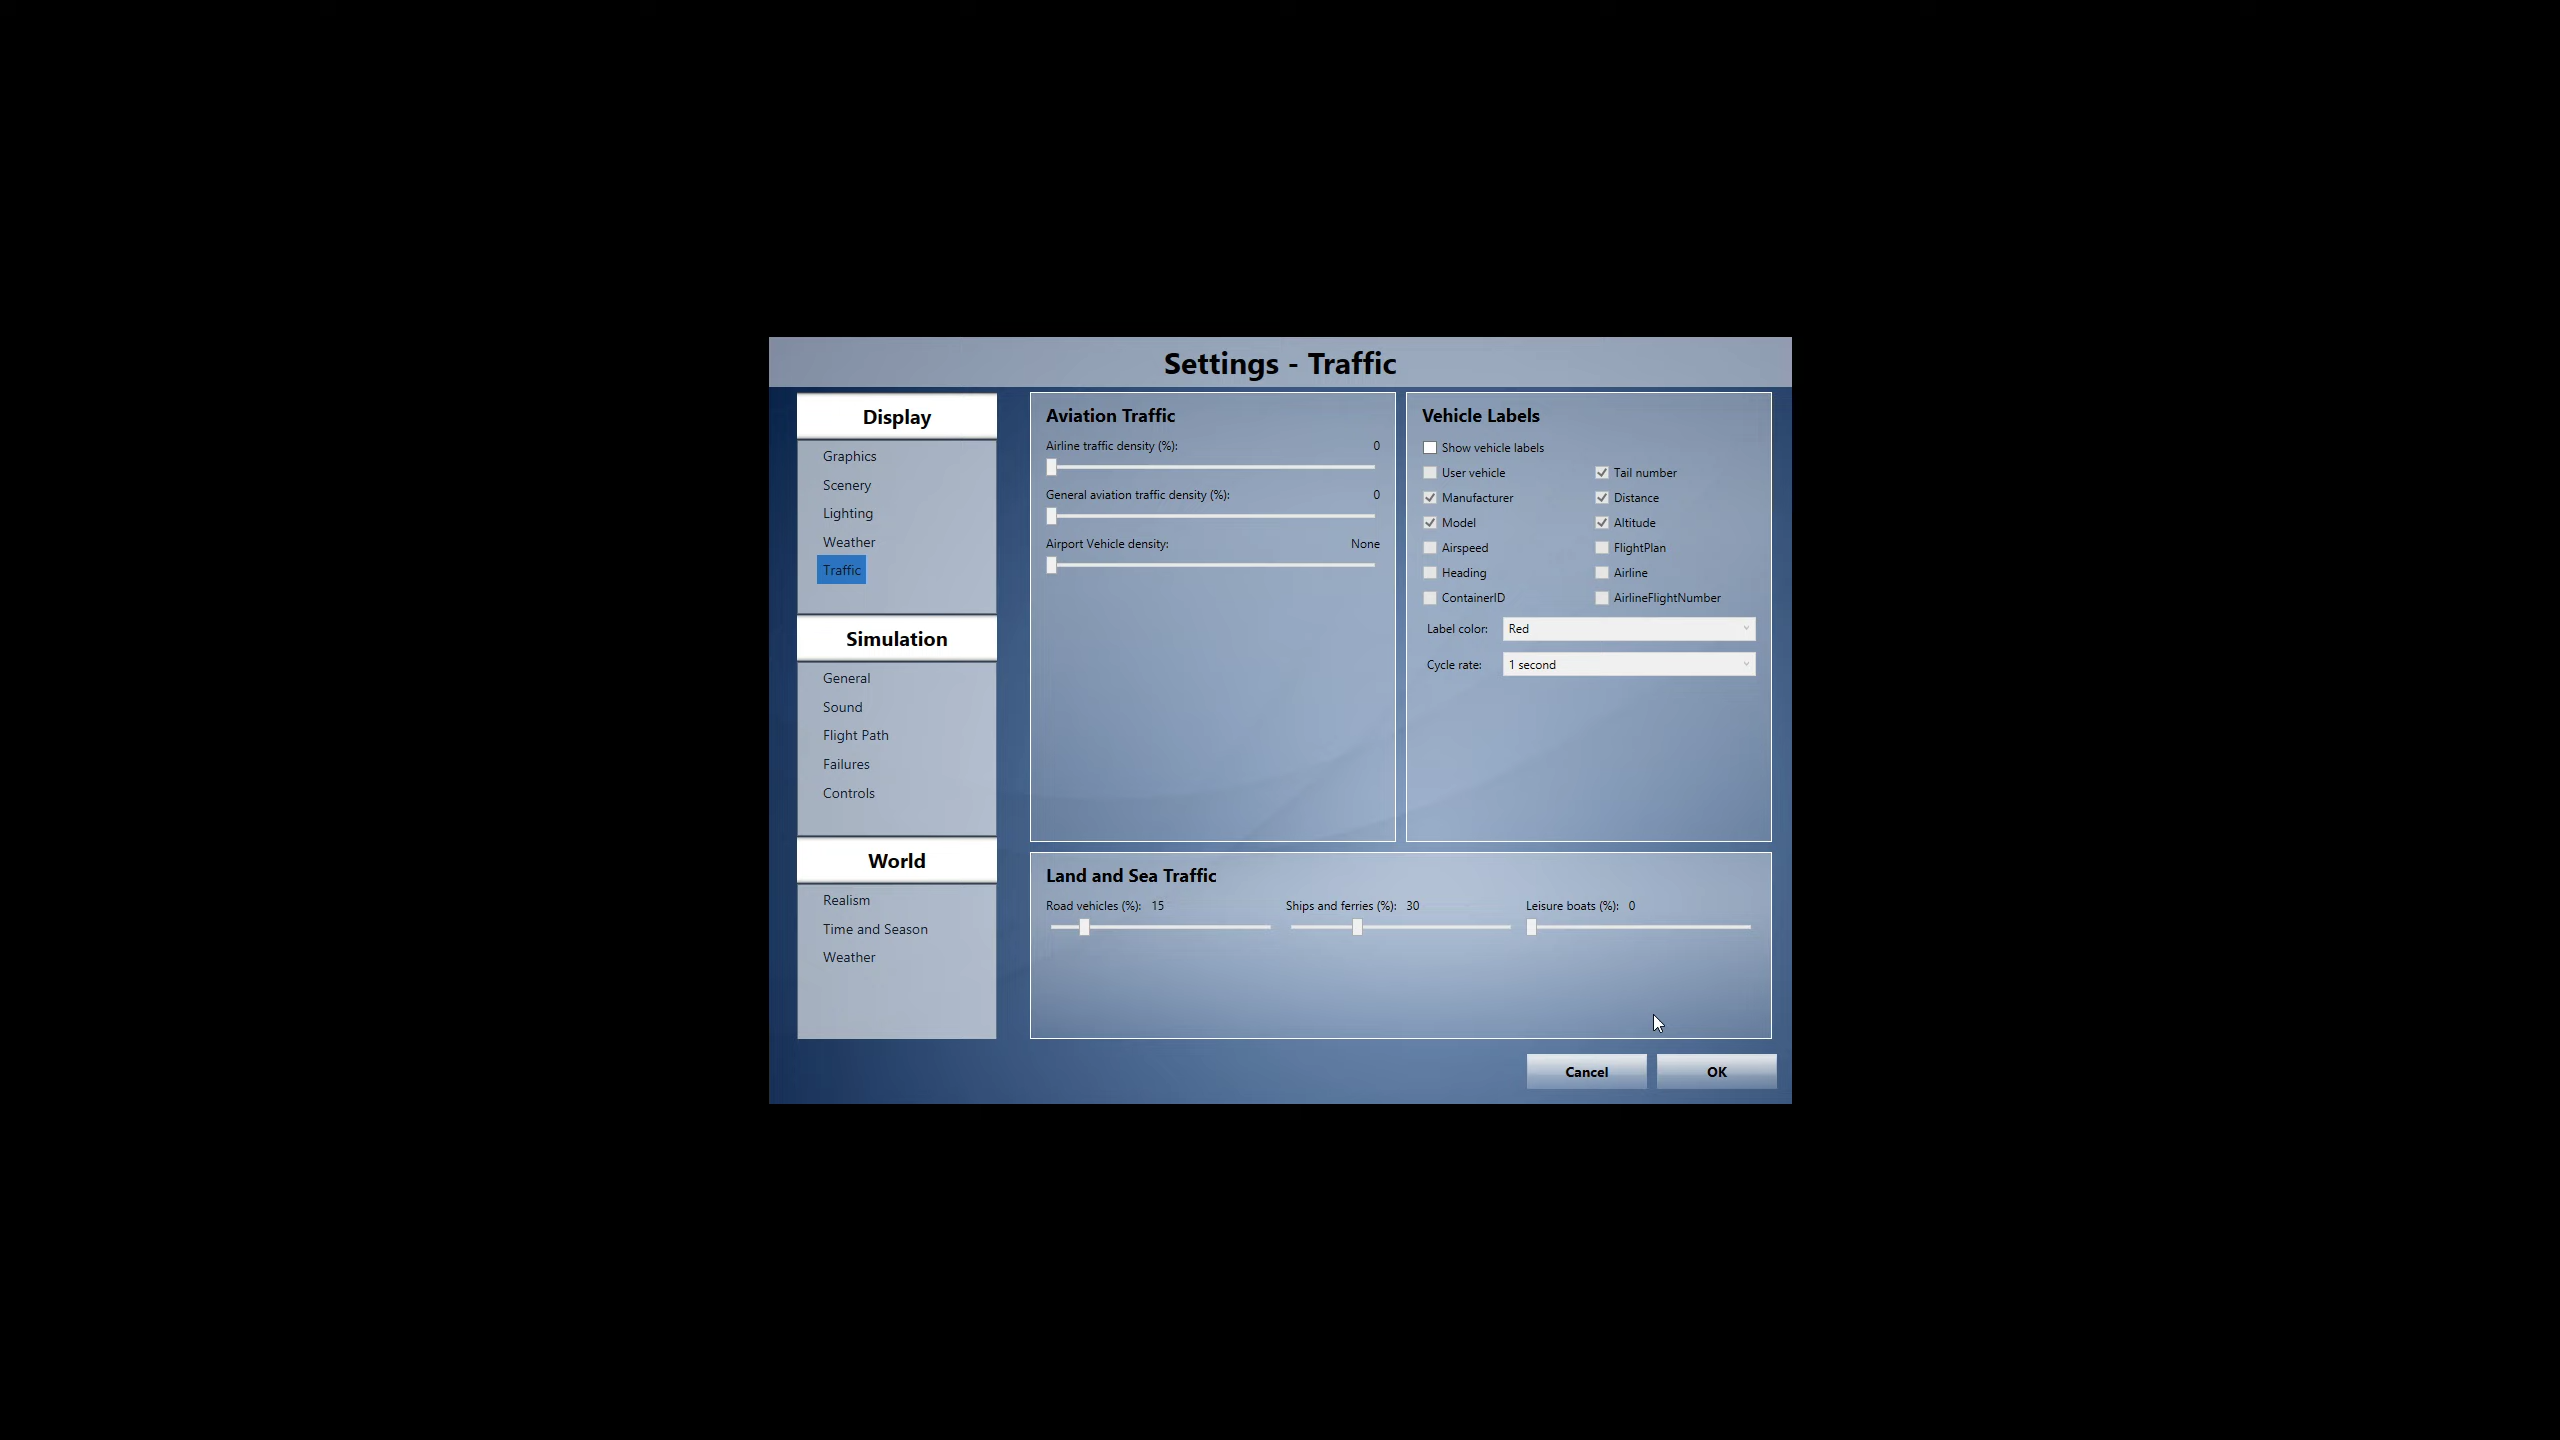 Settings - Traffic
Display
Graphics
Scenery
Lighting
Weather
Traffic
Simulation
General
Sound
Flight Path
Failures
Controls
World
Realism
Time and Season
Weather
Aviation Traffic
Airline traffic density (%): 0
General aviation traffic density (%): 0
Airport Vehicle density: None
Vehicle Labels
Show vehicle labels
User vehicle Tail number
Manufacturer Distance
Model Altitude
Airspeed FlightPlan
Heading Airline
ContainerID AirlineFlightNumber
Label color: Red
Cycle rate: 1 second
Land and Sea Traffic
Road vehicles (%): 15 Ships and ferries (%): 30 Leisure boats (%): 0
Cancel OK